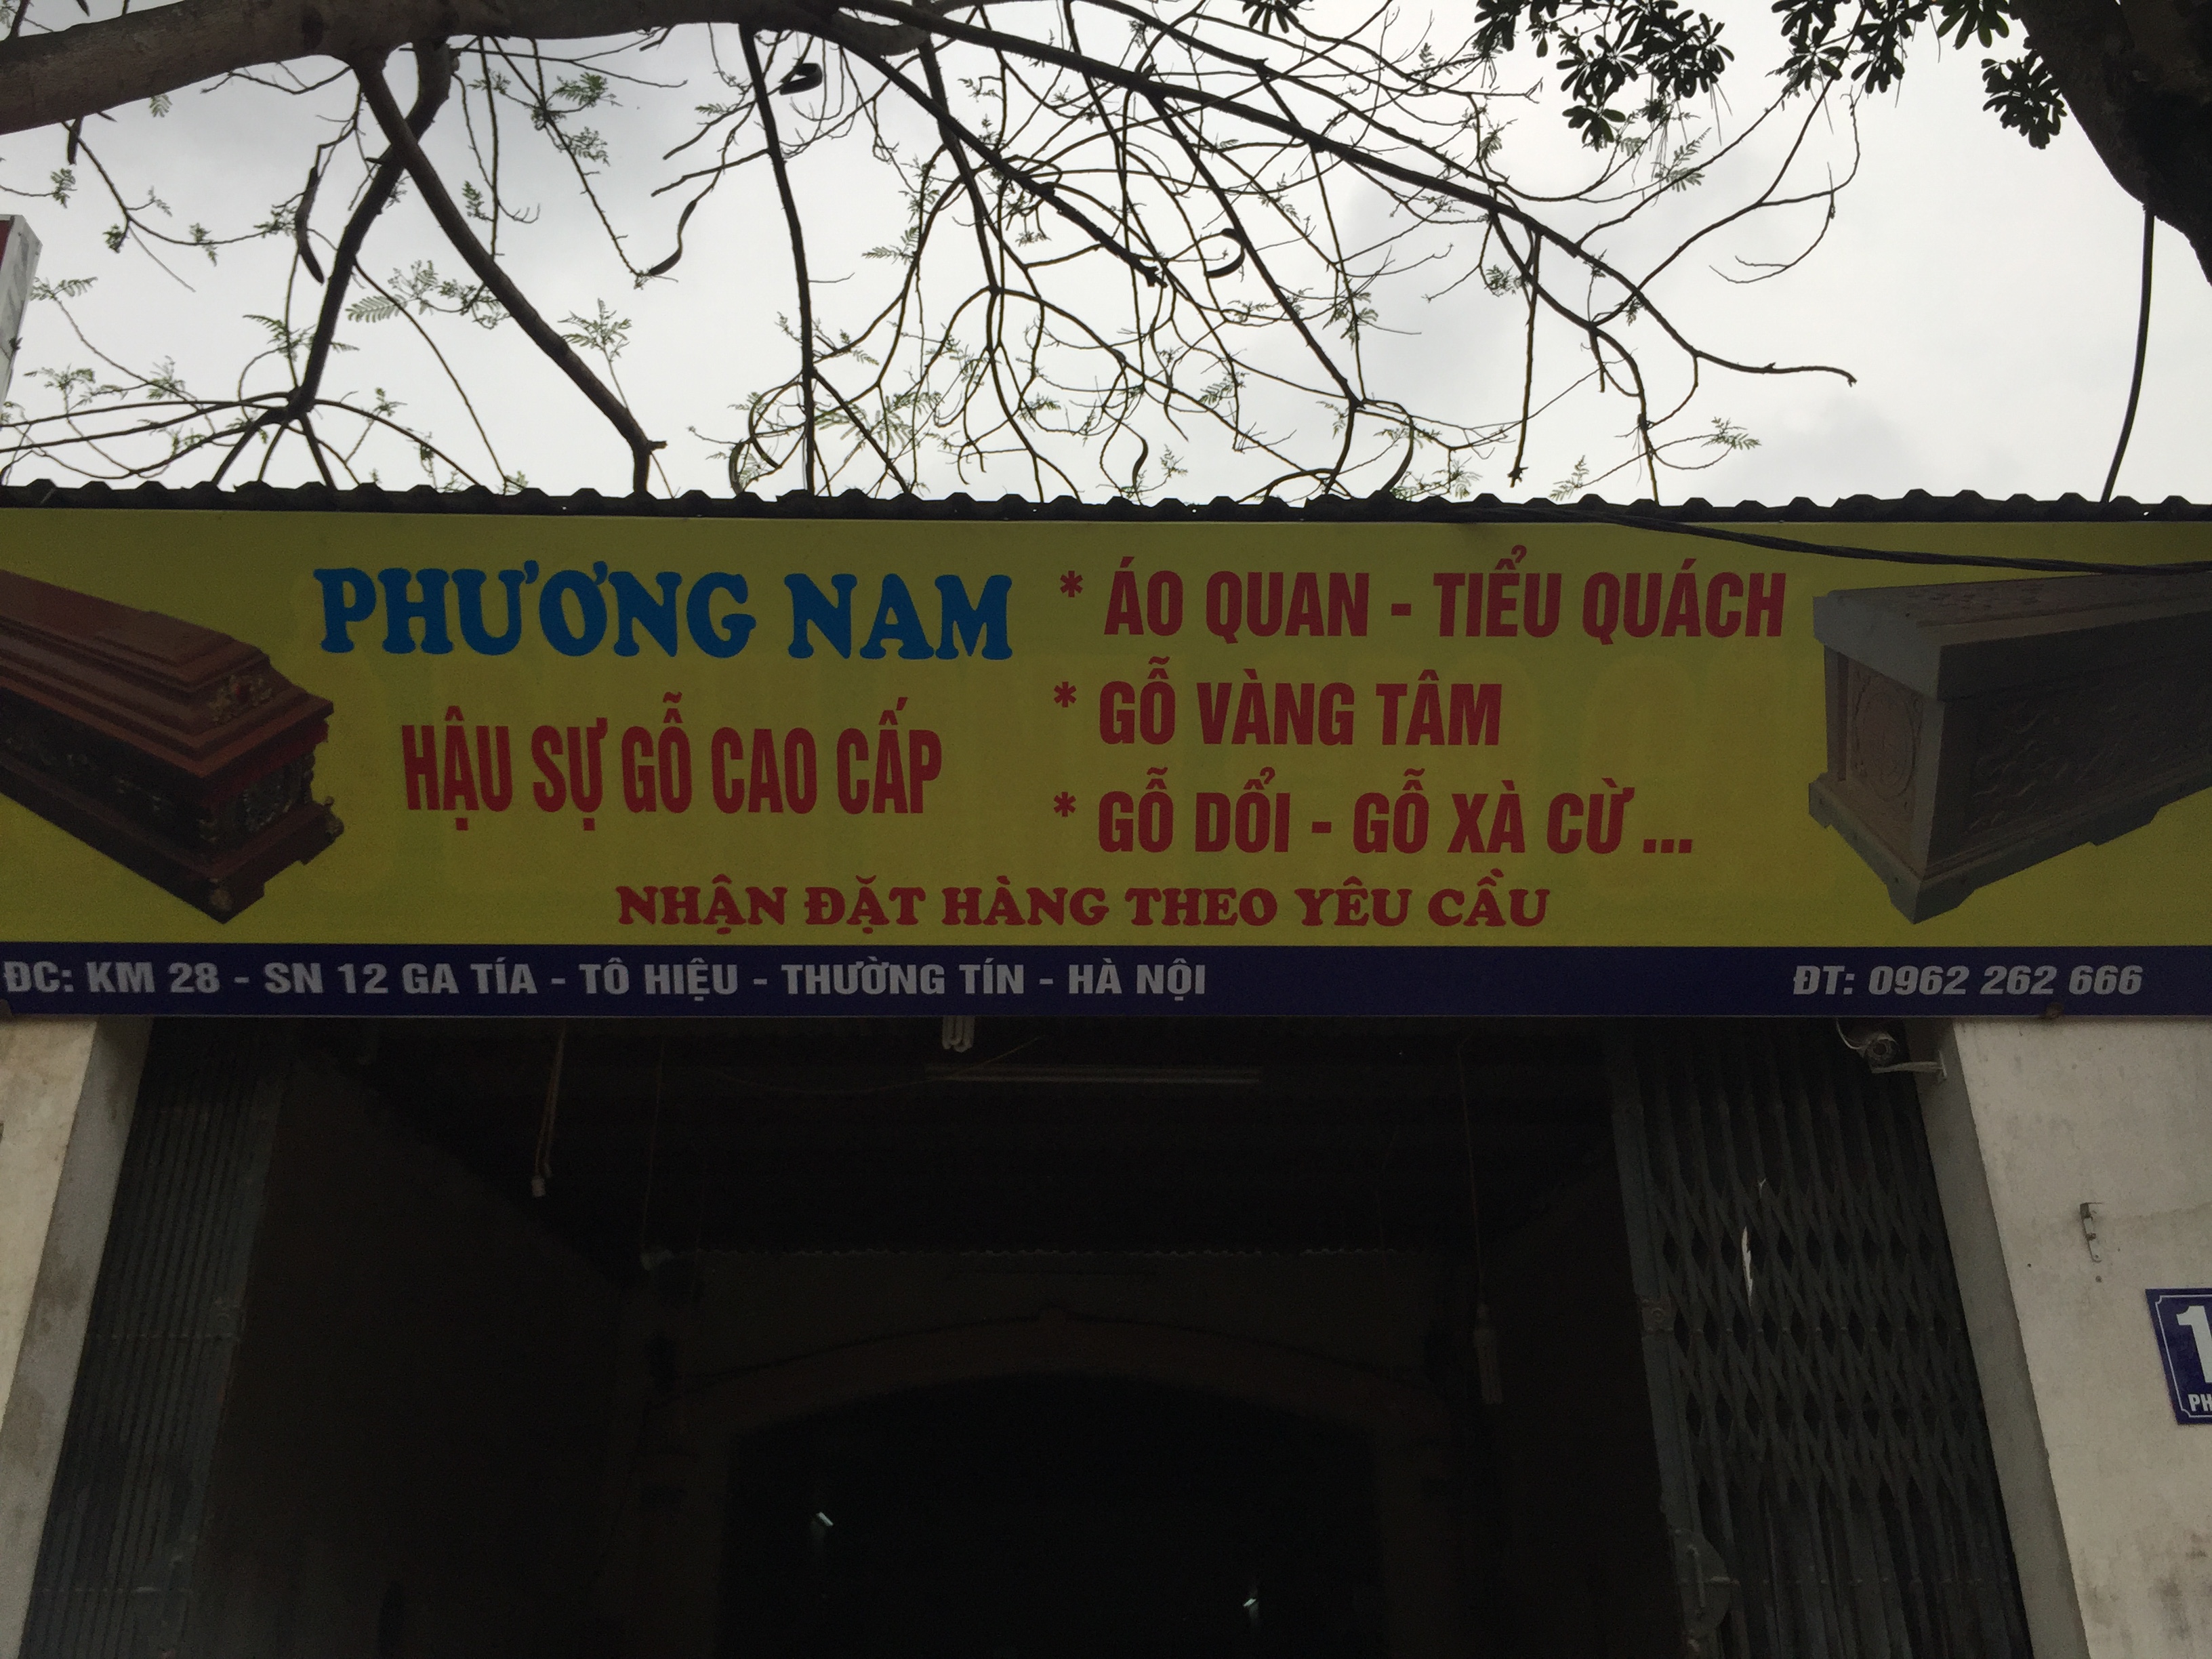 PHƯƠNG NAM
HẬU SỰ GỖ CAO CẤP
* ÁO QUAN - TIỂU QUÁCH
* GỖ VÀNG TÂM
* GỖ DỔI - GỖ XÀ CỪ ...
NHẬN ĐẶT HÀNG THEO YÊU CẦU
ĐC: KM 28 - SN 12 GA TÍA - TÔ HIỆU - THƯỜNG TÍN - HÀ NỘI
ĐT: 0962 262 666